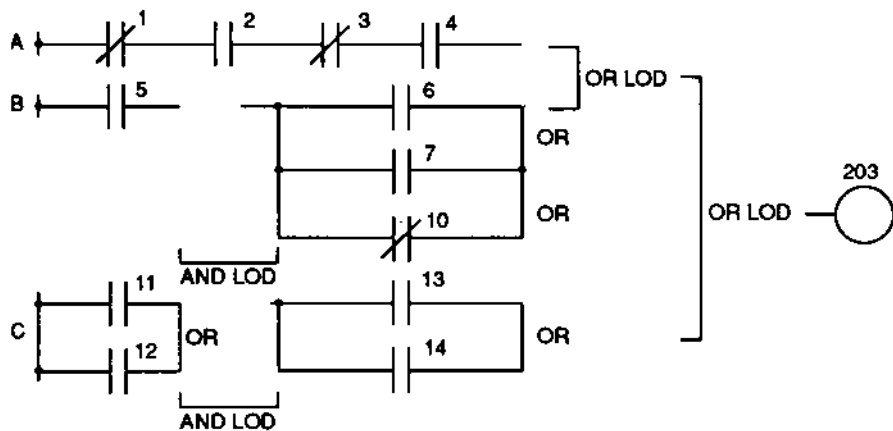 A 1 2 3 4
OR LOD
B 5 6
OR
7
203
OR OR LOD
10
AND LOD
11 13
C OR OR
12 14
AND LOD